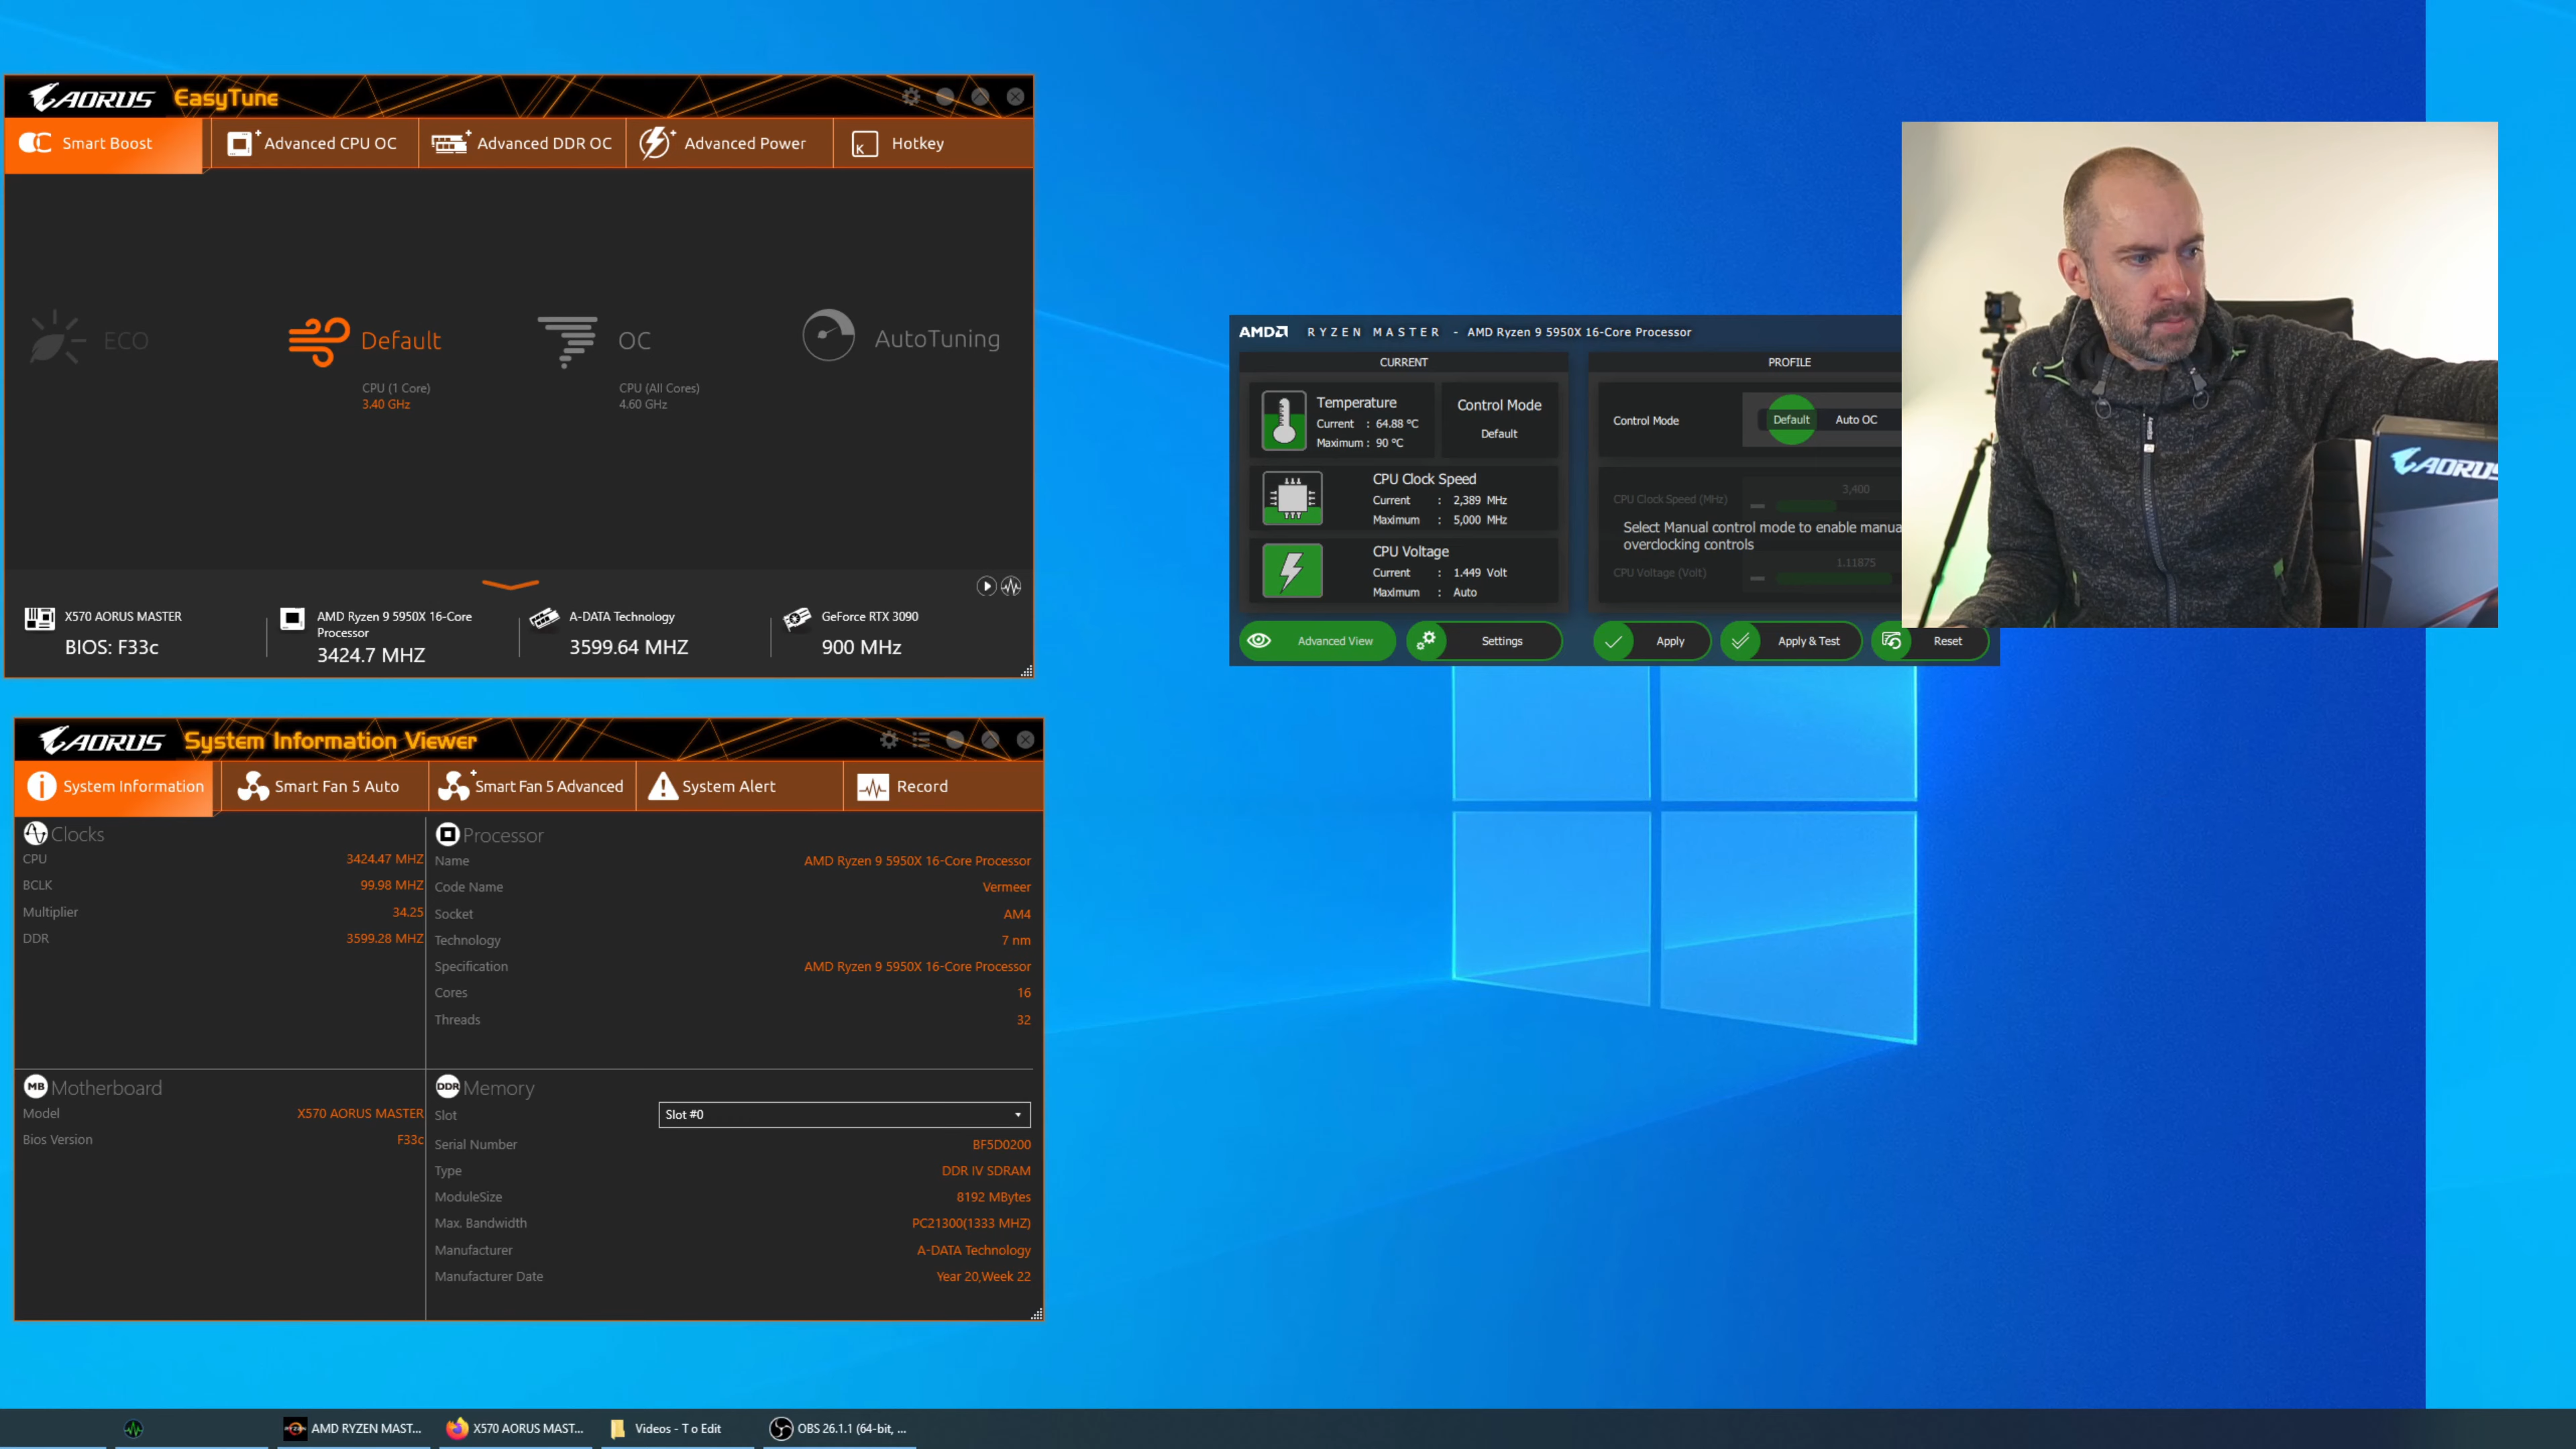 AORUS EasyTune
Smart Boost
Advanced CPU OC
Advanced DDR OC
Advanced Power
K Hotkey
ECO
Default
CPU (1 Core)
3.40 GHz
OC
CPU (All Cores)
4.60 GHz
AutoTuning
X570 AORUS MASTER
BIOS: F33c
AMD Ryzen 9 5950X 16-Core
Processor
3424.7 MHZ
A-DATA Technology
3599.64 MHZ
GeForce RTX 3090
900 MHz
AMD RYZEN MASTER - AMD Ryzen 9 5950X 16-Core Processor
CURRENT
Temperature
Current : 64.88 °C
Maximum : 90 °C
Control Mode
Default
CPU Clock Speed
Current : 2,389 MHz
Maximum : 5,000 MHz
CPU Voltage
Current : 1.449 Volt
Maximum : Auto
PROFILE
Control Mode
Default
Auto OC
CPU Clock Speed (MHz)
3,400
Select Manual control mode to enable manua
overclocking controls
CPU Voltage (Volt)
1.11875
Advanced View
Settings
Apply
Apply & Test
Reset
AORUS
AORUS System Information Viewer
System Information
Smart Fan 5 Auto
Smart Fan 5 Advanced
System Alert
Record
Clocks
CPU 3424.47 MHZ
BCLK 99.98 MHZ
Multiplier 34.25
DDR 3599.28 MHZ
Processor
Name AMD Ryzen 9 5950X 16-Core Processor
Code Name Vermeer
Socket AM4
Technology 7 nm
Specification AMD Ryzen 9 5950X 16-Core Processor
Cores 16
Threads 32
MB Motherboard
Model X570 AORUS MASTER
Bios Version F33c
DDR Memory
Slot Slot #0
Serial Number BF5D0200
Type DDR IV SDRAM
ModuleSize 8192 MBytes
Max. Bandwidth PC21300(1333 MHZ)
Manufacturer A-DATA Technology
Manufacturer Date Year 20,Week 22
AMD RYZEN MAST...
X570 AORUS MAST...
Videos - T o Edit
OBS 26.1.1 (64-bit, ...